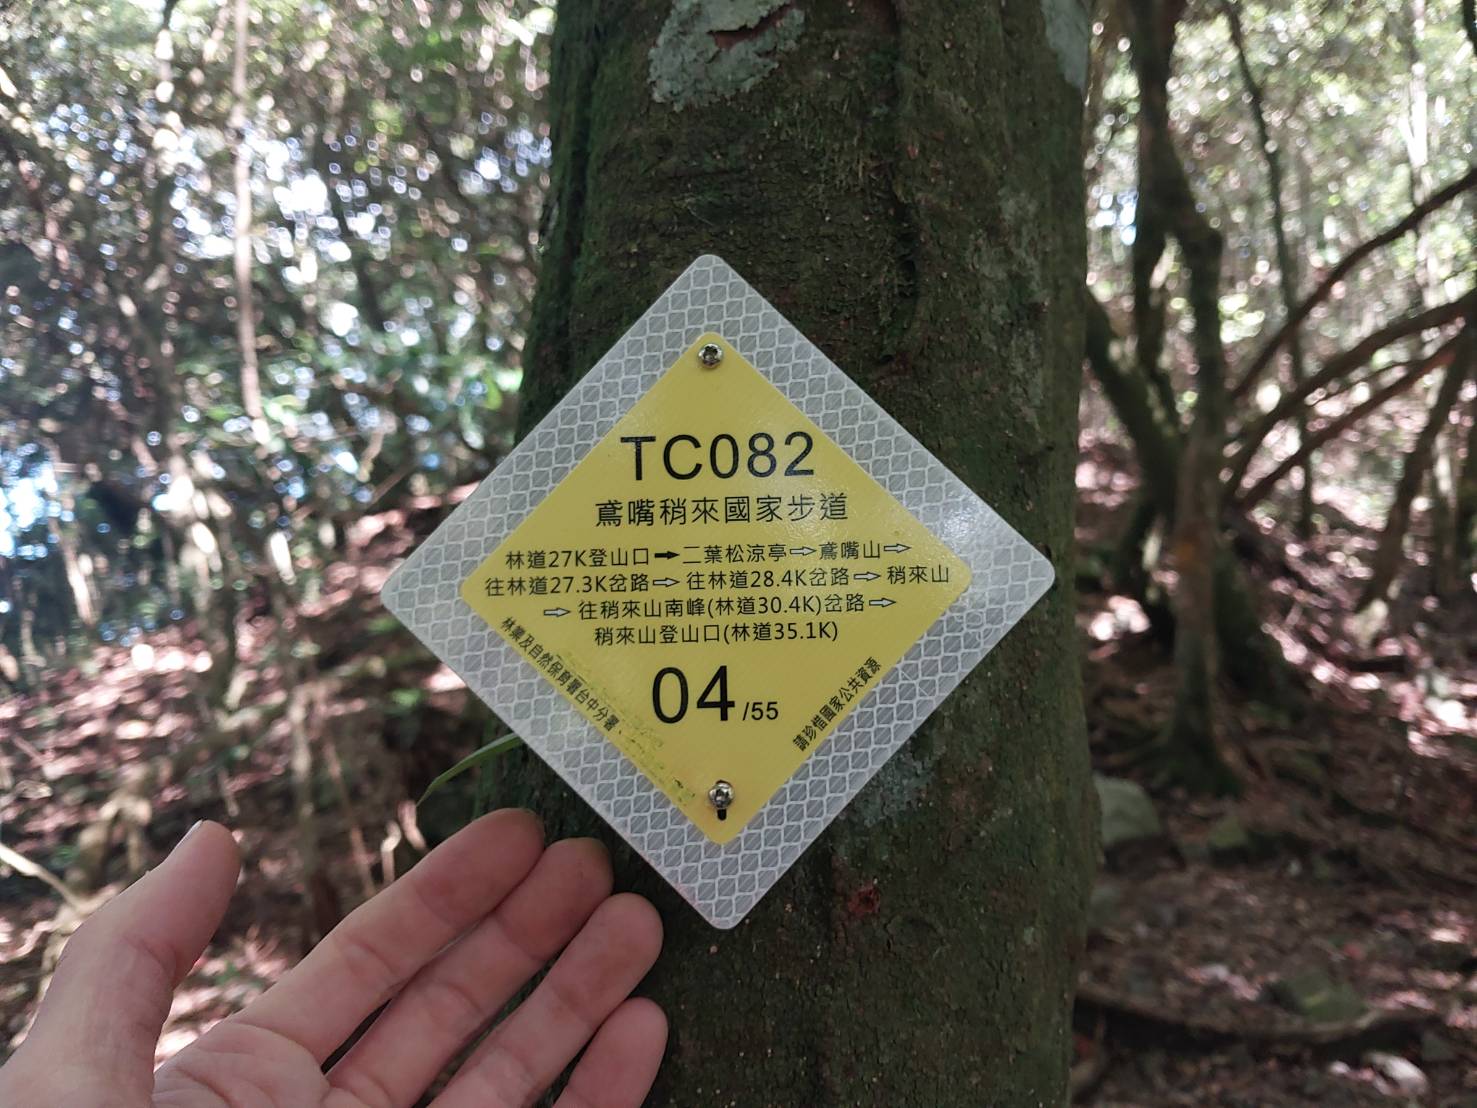 TC082
鳶嘴稍來國家步道
林道27K登山口➡二葉松涼亭⇨鳶嘴山⇨
往林道27.3K岔路⇨往林道28.4K岔路⇨稍來山
⇨往稍來山南峰(林道30.4K)岔路⇨
稍來山登山口(林道35.1K)
04/55
林業及自然保育署台中分署、
請珍惜國家公共資源